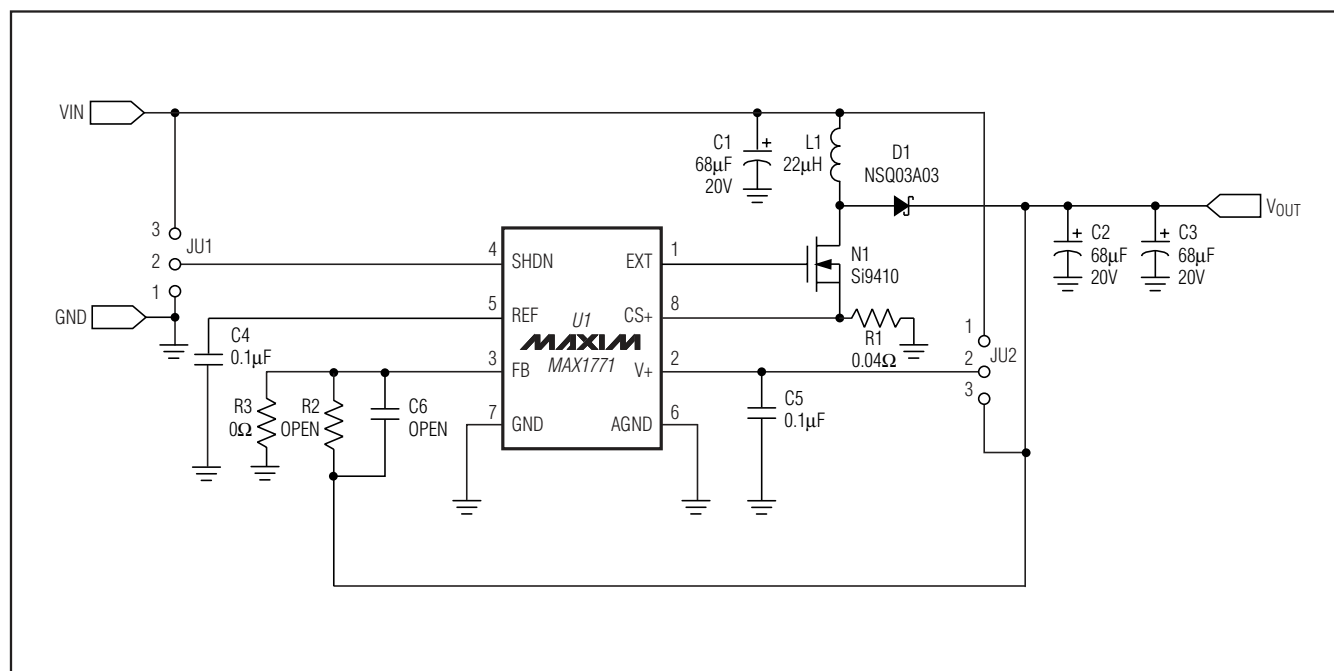 VIN
C1
68µF
20V
+
L1
22µH
D1
NSQ03A03
VOUT
+
C2
68µF
20V
+
C3
68µF
20V
3
JU1
2
1
GND
4
SHDN
EXT
1
N1
Si9410
5
REF
U1
MAXIM
MAX1771
CS+
8
R1
0.04Ω
C4
0.1µF
3
FB
V+
2
1
JU2
2
3
R3
0Ω
R2
OPEN
C6
OPEN
7
GND
AGND
6
C5
0.1µF